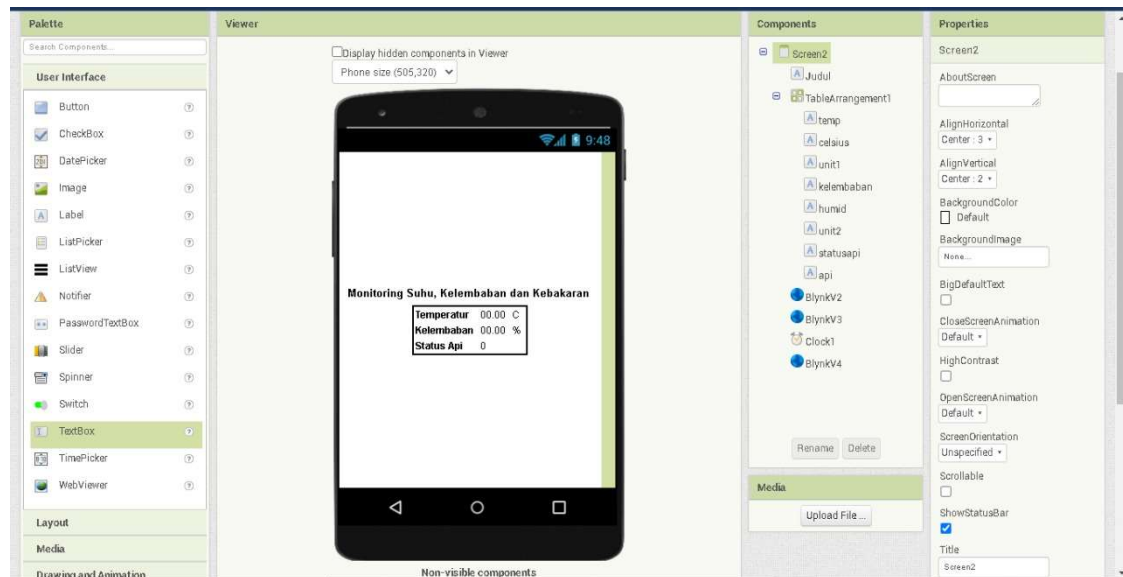 Palette
Search Components...
User Interface
Button
CheckBox
DatePicker
Image
Label
ListPicker
ListView
Notifier
PasswordTextBox
Slider
Spinner
Switch
TextBox
TimePicker
WebViewer
Layout
Media
Drawing and Animation
Viewer
Display hidden components in Viewer
Phone size (505,320)
9:48
Monitoring Suhu, Kelembaban dan Kebakaran
Temperatur 00.00 C
Kelembaban 00.00 %
Status Api 0
Non-visible components
Components
Screen2
Judul
TableArrangement1
temp
celsius
unit1
kelembaban
humid
unit2
statusapi
api
BlynkV2
BlynkV3
Clock1
BlynkV4
Rename Delete
Media
Upload File ...
Properties
Screen2
AboutScreen
AlignHorizontal
Center : 3
AlignVertical
Center : 2
BackgroundColor
Default
BackgroundImage
None...
BigDefaultText
CloseScreenAnimation
Default
HighContrast
OpenScreenAnimation
Default
ScreenOrientation
Unspecified
Scrollable
ShowStatusBar
Title
Screen2